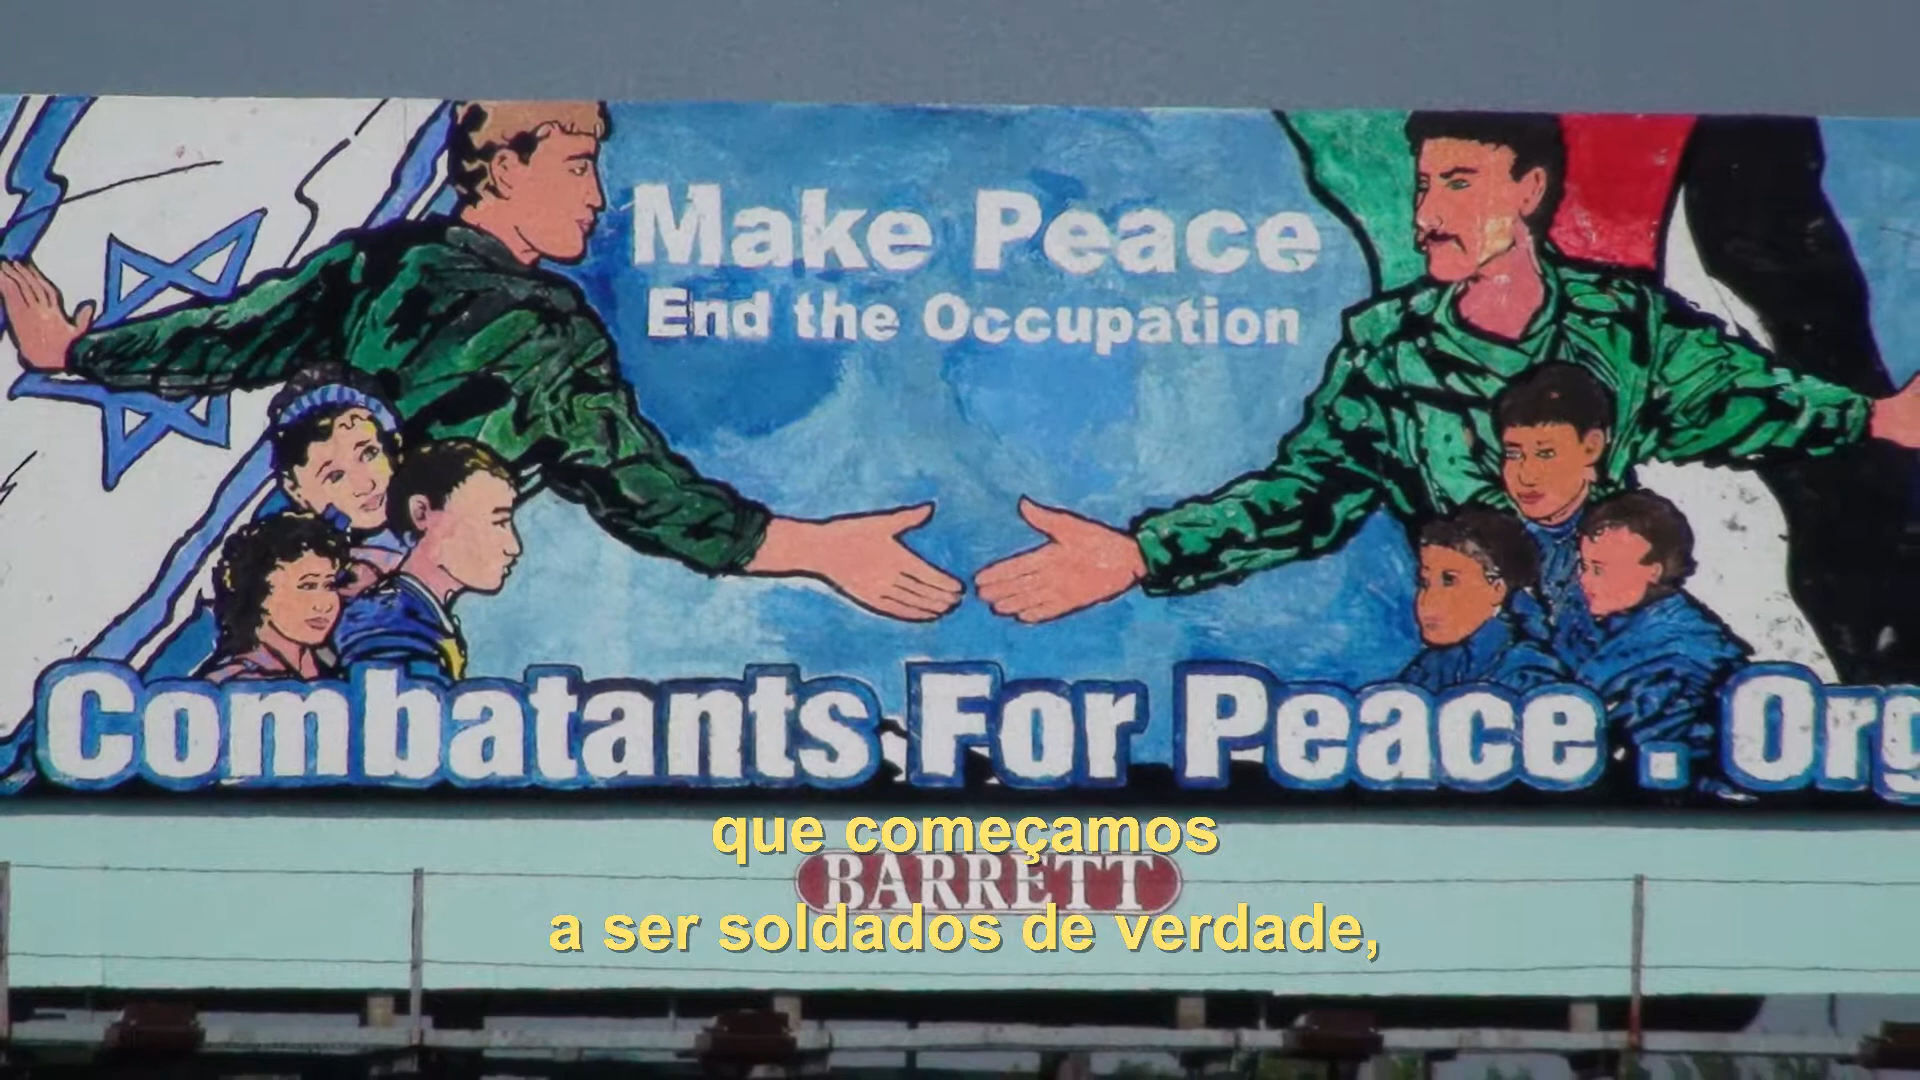 Make Peace
End the Occupation
Combatants For Peace . Org
que começamos
BARRETT
a ser soldados de verdade,